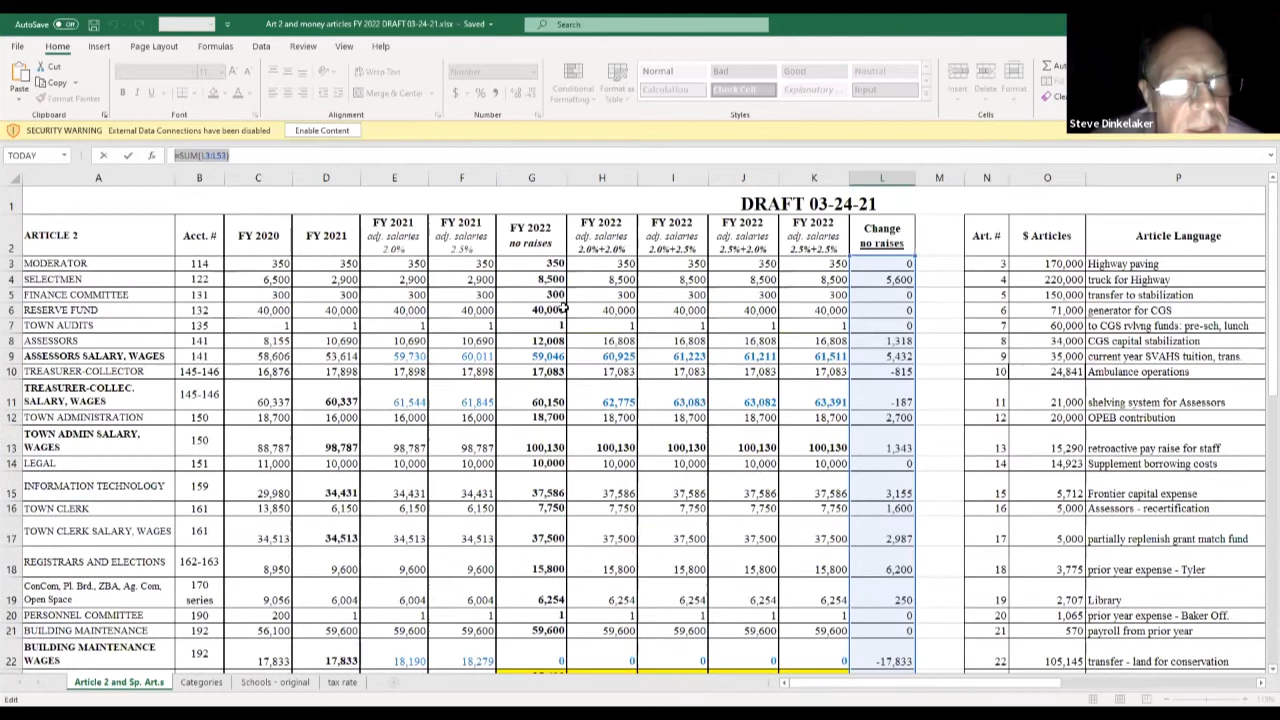 AutoSave Off Art 2 and money articles FY 2022 DRAFT 03-24-21.xlsx - Saved Search
File Home Insert Page Layout Formulas Data Review View Help
Cut Wrap Text Number Normal Bad Good Neutral
Paste Copy Conditional Format as Calculation Check Cell Explanatory ... Input Insert Delete Format
Format Painter B I U Merge & Center $ % Formatting Table
Clipboard Font Alignment Number Styles Cells
Steve Dinkelaker
SECURITY WARNING External Data Connections have been disabled Enable Content
TODAY fx =SUM(L3:L53)
A B C D E F G H I J K L M N O P
1 DRAFT 03-24-21
2 ARTICLE 2 Acct. # FY 2020 FY 2021 FY 2021 adj. salaries 2.0% FY 2021 adj. salaries 2.5% FY 2022 no raises FY 2022 adj. salaries 2.0%+2.0% FY 2022 adj. salaries 2.0%+2.5% FY 2022 adj. salaries 2.5%+2.0% FY 2022 adj. salaries 2.5%+2.5% Change no raises Art. # $ Articles Article Language
3 MODERATOR 114 350 350 350 350 350 350 350 350 350 0 3 170,000 Highway paving
4 SELECTMEN 122 6,500 2,900 2,900 2,900 8,500 8,500 8,500 8,500 8,500 5,600 4 220,000 truck for Highway
5 FINANCE COMMITTEE 131 300 300 300 300 300 300 300 300 300 0 5 150,000 transfer to stabilization
6 RESERVE FUND 132 40,000 40,000 40,000 40,000 40,000 40,000 40,000 40,000 40,000 0 6 71,000 generator for CGS
7 TOWN AUDITS 135 1 1 1 1 1 1 1 1 1 0 7 60,000 to CGS rvlvng funds: pre-sch, lunch
8 ASSESSORS 141 8,155 10,690 10,690 10,690 12,008 16,808 16,808 16,808 16,808 1,318 8 34,000 CGS capital stabilization
9 ASSESSORS SALARY, WAGES 141 58,606 53,614 59,730 60,011 59,046 60,925 61,223 61,211 61,511 5,432 9 35,000 current year SVAHS tuition, trans.
10 TREASURER-COLLECTOR 145-146 16,876 17,898 17,898 17,898 17,083 17,083 17,083 17,083 17,083 -815 10 24,841 Ambulance operations
11 TREASURER-COLLEC. SALARY, WAGES 145-146 60,337 60,337 61,544 61,845 60,150 62,775 63,083 63,082 63,391 -187 11 21,000 shelving system for Assessors
12 TOWN ADMINISTRATION 150 18,700 16,000 16,000 16,000 18,700 18,700 18,700 18,700 18,700 2,700 12 20,000 OPEB contribution
13 TOWN ADMIN SALARY, WAGES 150 88,787 98,787 98,787 98,787 100,130 100,130 100,130 100,130 100,130 1,343 13 15,290 retroactive pay raise for staff
14 LEGAL 151 11,000 10,000 10,000 10,000 10,000 10,000 10,000 10,000 10,000 0 14 14,923 Supplement borrowing costs
15 INFORMATION TECHNOLOGY 159 29,980 34,431 34,431 34,431 37,586 37,586 37,586 37,586 37,586 3,155 15 5,712 Frontier capital expense
16 TOWN CLERK 161 13,850 6,150 6,150 6,150 7,750 7,750 7,750 7,750 7,750 1,600 16 5,000 Assessors - recertification
17 TOWN CLERK SALARY, WAGES 161 34,513 34,513 34,513 34,513 37,500 37,500 37,500 37,500 37,500 2,987 17 5,000 partially replenish grant match fund
18 REGISTRARS AND ELECTIONS 162-163 8,950 9,600 9,600 9,600 15,800 15,800 15,800 15,800 15,800 6,200 18 3,775 prior year expense - Tyler
19 ConCom, Pl. Brd., ZBA, Ag. Com, Open Space 170 series 9,056 6,004 6,004 6,004 6,254 6,254 6,254 6,254 6,254 250 19 2,707 Library
20 PERSONNEL COMMITTEE 190 200 1 1 1 1 1 1 1 1 0 20 1,065 prior year expense - Baker Off.
21 BUILDING MAINTENANCE 192 56,100 59,600 59,600 59,600 59,600 59,600 59,600 59,600 59,600 0 21 570 payroll from prior year
22 BUILDING MAINTENANCE WAGES 192 17,833 17,833 18,190 18,279 0 0 0 0 0 -17,833 22 105,145 transfer - land for conservation
Article 2 and Sp. Art.s Categories Schools - original tax rate
Edit